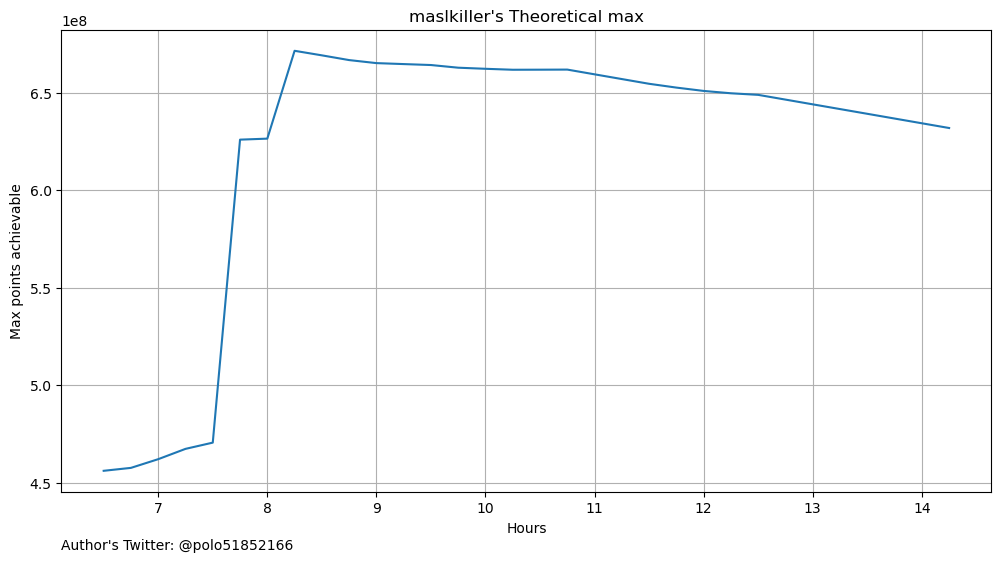 maslkiller's Theoretical max
1e8
Max points achievable
6.5
6.0
5.5
5.0
4.5
7 8 9 10 11 12 13 14
Hours
Author's Twitter: @polo51852166